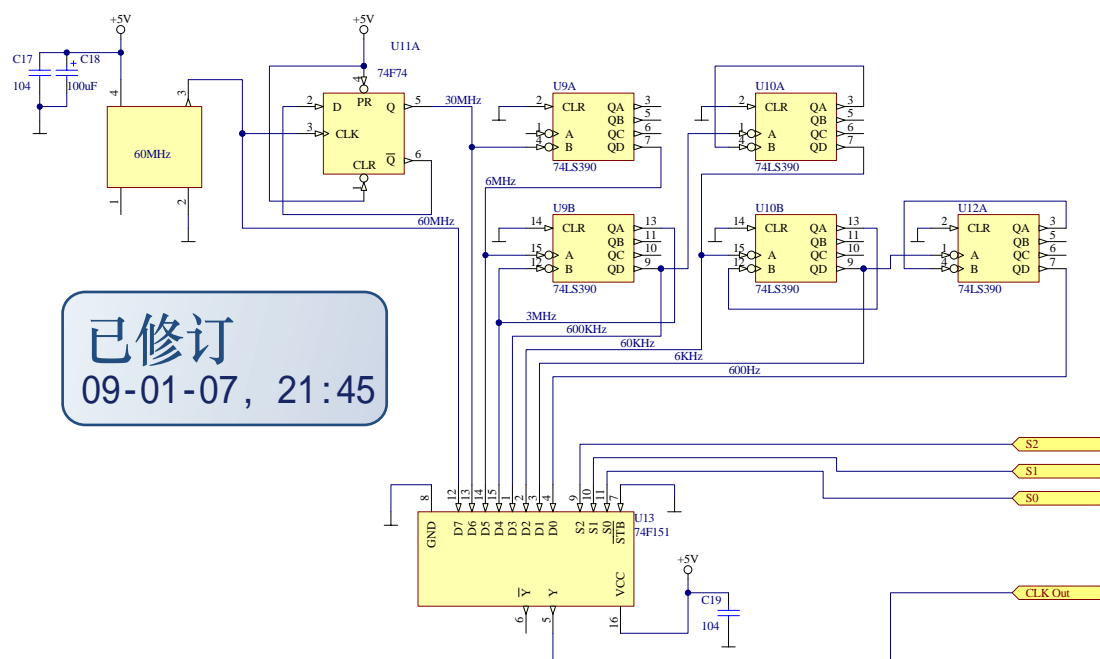 +5V
C17
104
C18
+
100uF
4
3
60MHz
1
2
+5V
U11A
74F74
4
2
D
PR
Q
5
30MHz
3
CLK
CLR
Q
6
1
60MHz
U9A
2
CLR
QA
3
QB
5
1
A
QC
6
4
B
QD
7
74LS390
6MHz
U10A
2
CLR
QA
3
QB
5
1
A
QC
6
4
B
QD
7
74LS390
U9B
14
CLR
QA
13
QB
11
15
A
QC
10
12
B
QD
9
74LS390
U10B
14
CLR
QA
13
QB
11
15
A
QC
10
12
B
QD
9
74LS390
U12A
2
CLR
QA
3
QB
5
1
A
QC
6
4
B
QD
7
74LS390
3MHz
600KHz
60KHz
6KHz
600Hz
已修订
09-01-07, 21:45
S2
S1
S0
8
12
13
14
15
1
2
3
4
9
10
11
7
GND
D7
D6
D5
D4
D3
D2
D1
D0
S2
S1
S0
STB
U13
74F151
Y
Y
VCC
6
5
16
+5V
C19
104
CLK Out